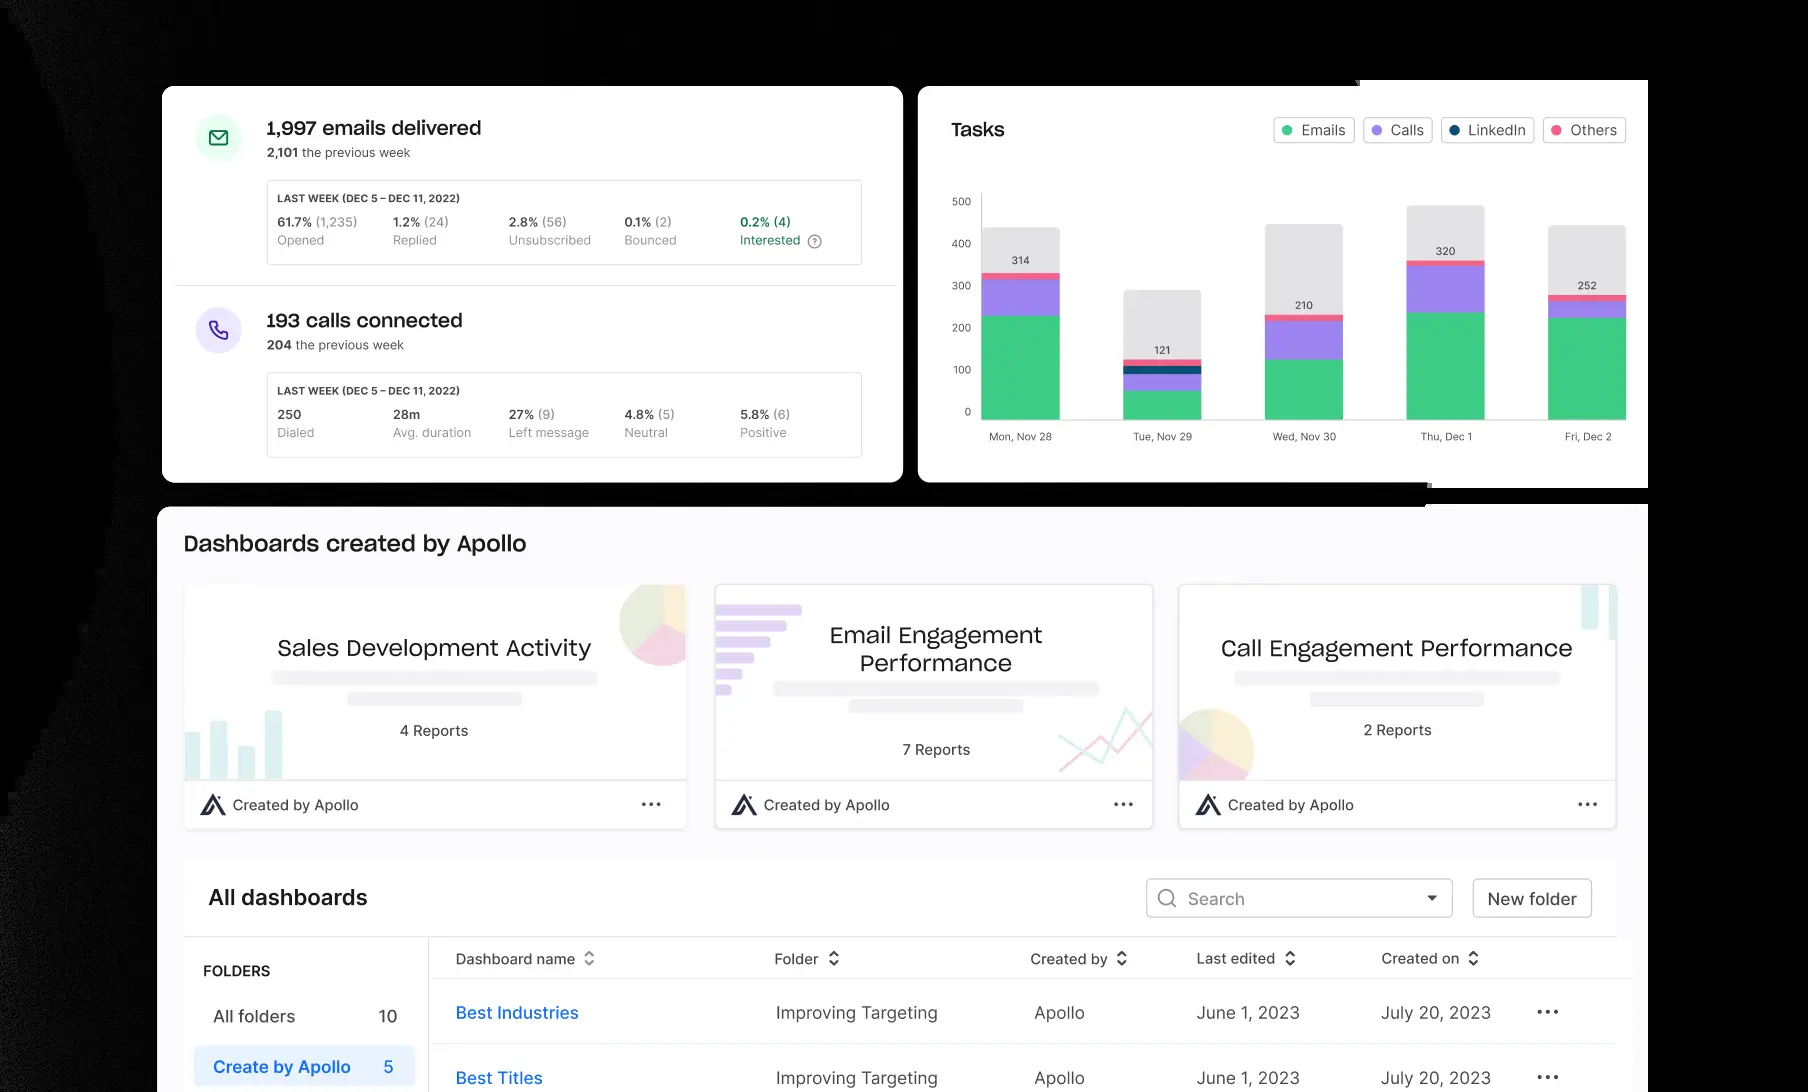 1,997 emails delivered
2,101 the previous week
LAST WEEK (DEC 5 – DEC 11, 2022)
61.7% (1,235) 1.2% (24) 2.8% (56) 0.1% (2) 0.2% (4)
Opened Replied Unsubscribed Bounced Interested ?
193 calls connected
204 the previous week
LAST WEEK (DEC 5 – DEC 11, 2022)
250 28m 27% (9) 4.8% (5) 5.8% (6)
Dialed Avg. duration Left message Neutral Positive
Tasks
Emails Calls LinkedIn Others
500
400
300
200
100
0
314
121
210
320
252
Mon, Nov 28 Tue, Nov 29 Wed, Nov 30 Thu, Dec 1 Fri, Dec 2
Dashboards created by Apollo
Sales Development Activity
4 Reports
Created by Apollo
Email Engagement
Performance
7 Reports
Created by Apollo
Call Engagement Performance
2 Reports
Created by Apollo
All dashboards
Search
New folder
FOLDERS
All folders 10
Create by Apollo 5
Dashboard name Folder Created by Last edited Created on
Best Industries Improving Targeting Apollo June 1, 2023 July 20, 2023
Best Titles Improving Targeting Apollo June 1, 2023 July 20, 2023